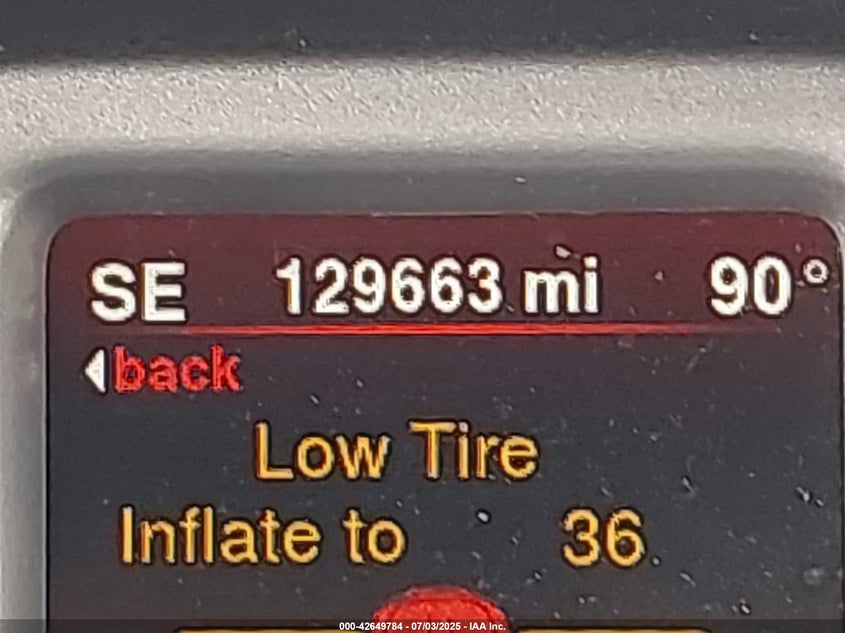 SE 129663 mi 90°
back
Low Tire
Inflate to 36
000-42649784 - 07/03/2025 - IAA Inc.